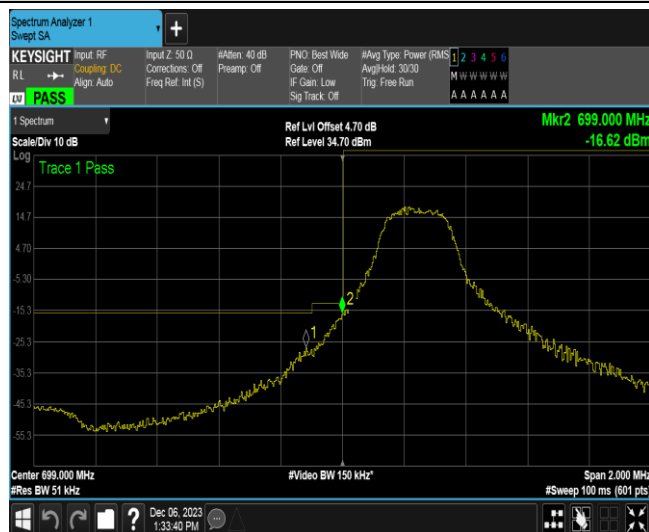 Spectrum Analyzer 1
Swept SA
+
KEYSIGHT
RL
LXI PASS
Input: RF
Coupling: DC
Align: Auto
Input Z: 50 Ω
Corrections: Off
Freq Ref: Int (S)
#Atten: 40 dB
Preamp: Off
PNO: Best Wide
Gate: Off
IF Gain: Low
Sig Track: Off
#Avg Type: Power (RMS
Avg|Hold: 30/30
Trig: Free Run
1 2 3 4 5 6
M W W W W W
A A A A A A
1 Spectrum
Scale/Div 10 dB
Ref Lvl Offset 4.70 dB
Ref Level 34.70 dBm
Mkr2 699.000 MHz
-16.62 dBm
Log
Trace 1 Pass
24.7
14.7
4.70
-5.30
-15.3
-25.3
-35.3
-45.3
-55.3
1
2
Center 699.000 MHz
#Video BW 150 kHz*
Span 2.000 MHz
#Res BW 51 kHz
#Sweep 100 ms (601 pts)
?
Dec 06, 2023
1:33:40 PM